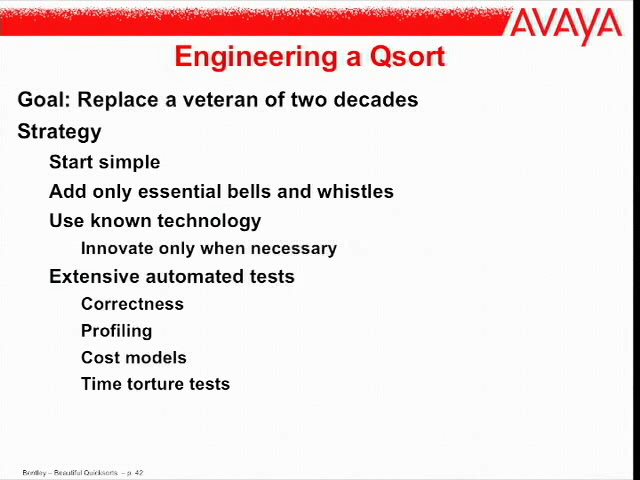 AVAYA
Engineering a Qsort
Goal: Replace a veteran of two decades
Strategy
Start simple
Add only essential bells and whistles
Use known technology
Innovate only when necessary
Extensive automated tests
Correctness
Profiling
Cost models
Time torture tests
Bentley – Beautiful Quicksorts – p. 42